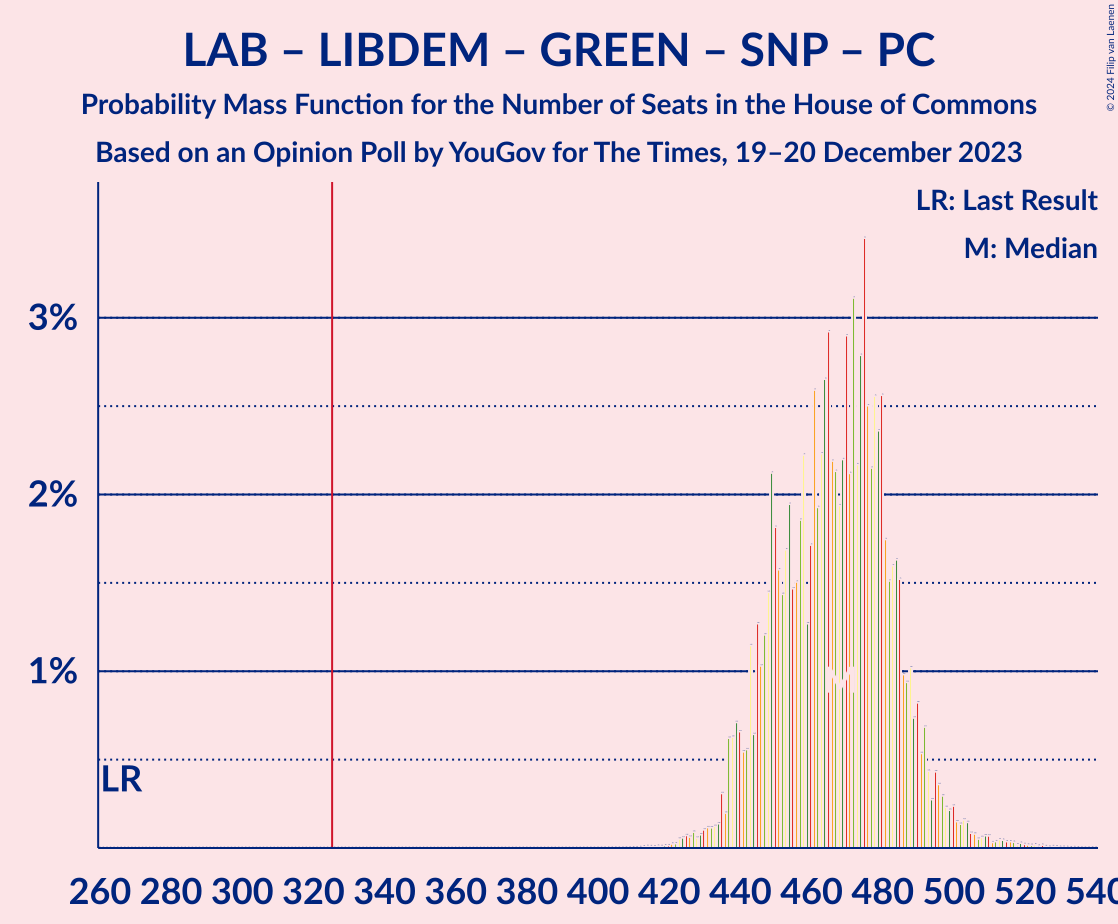 LAB – LIBDEM – GREEN – SNP – PC
Probability Mass Function for the Number of Seats in the House of Commons
Based on an Opinion Poll by YouGov for The Times, 19–20 December 2023
© 2024 Filip van Laenen
LR: Last Result
M: Median
3%
2%
1%
LR
260 280 300 320 340 360 380 400 420 440 460 480 500 520 540